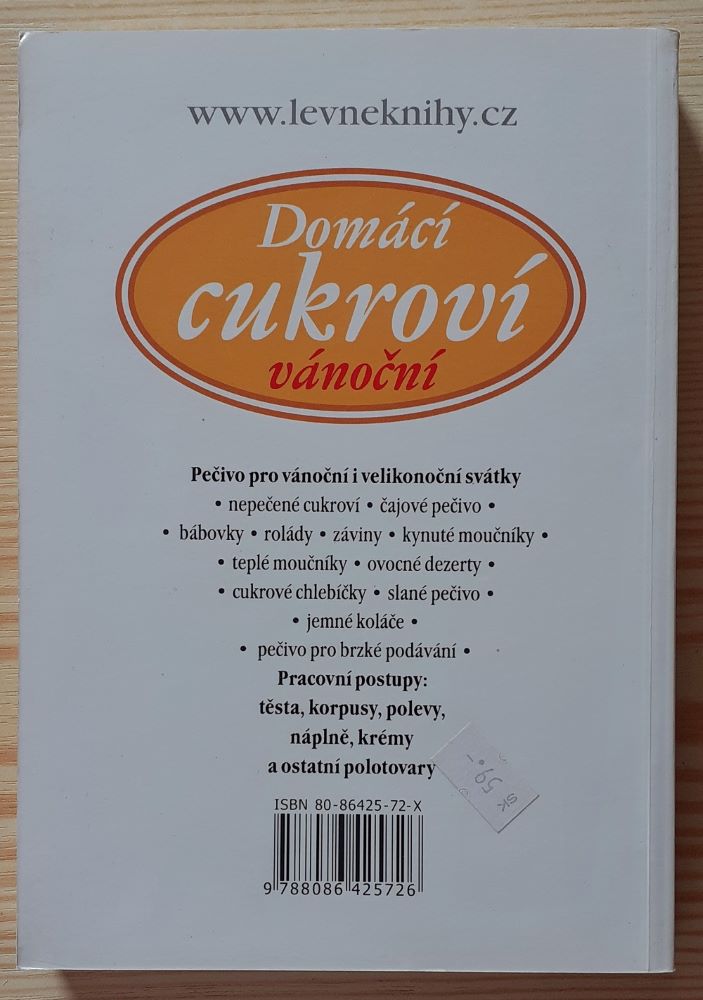 www.levneknihy.cz
Domácí
cukroví
vánoční
Pečivo pro vánoční i velikonoční svátky
• nepečené cukroví • čajové pečivo •
• bábovky • rolády • záviny • kynuté moučníky •
• teplé moučníky • ovocné dezerty •
• cukrové chlebíčky • slané pečivo •
• jemné koláče •
• pečivo pro brzké podávání •
Pracovní postupy:
těsta, korpusy, polevy,
náplně, krémy
a ostatní polotovary
SK 59.-
ISBN 80-86425-72-X
9 788086 425726